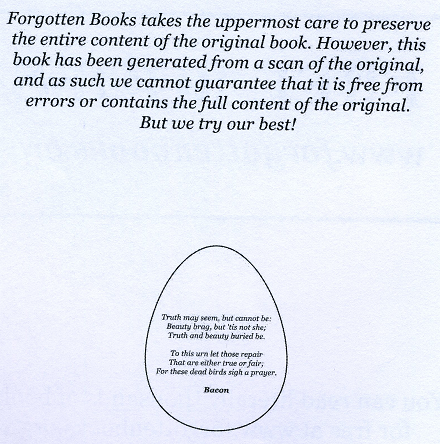 Forgotten Books takes the uppermost care to preserve
the entire content of the original book. However, this
book has been generated from a scan of the original,
and as such we cannot guarantee that it is free from
errors or contains the full content of the original.
But we try our best!
Truth may seem, but cannot be:
Beauty brag, but 'tis not she;
Truth and beauty buried be.
To this urn let those repair
That are either true or fair;
For these dead birds sigh a prayer.
Bacon